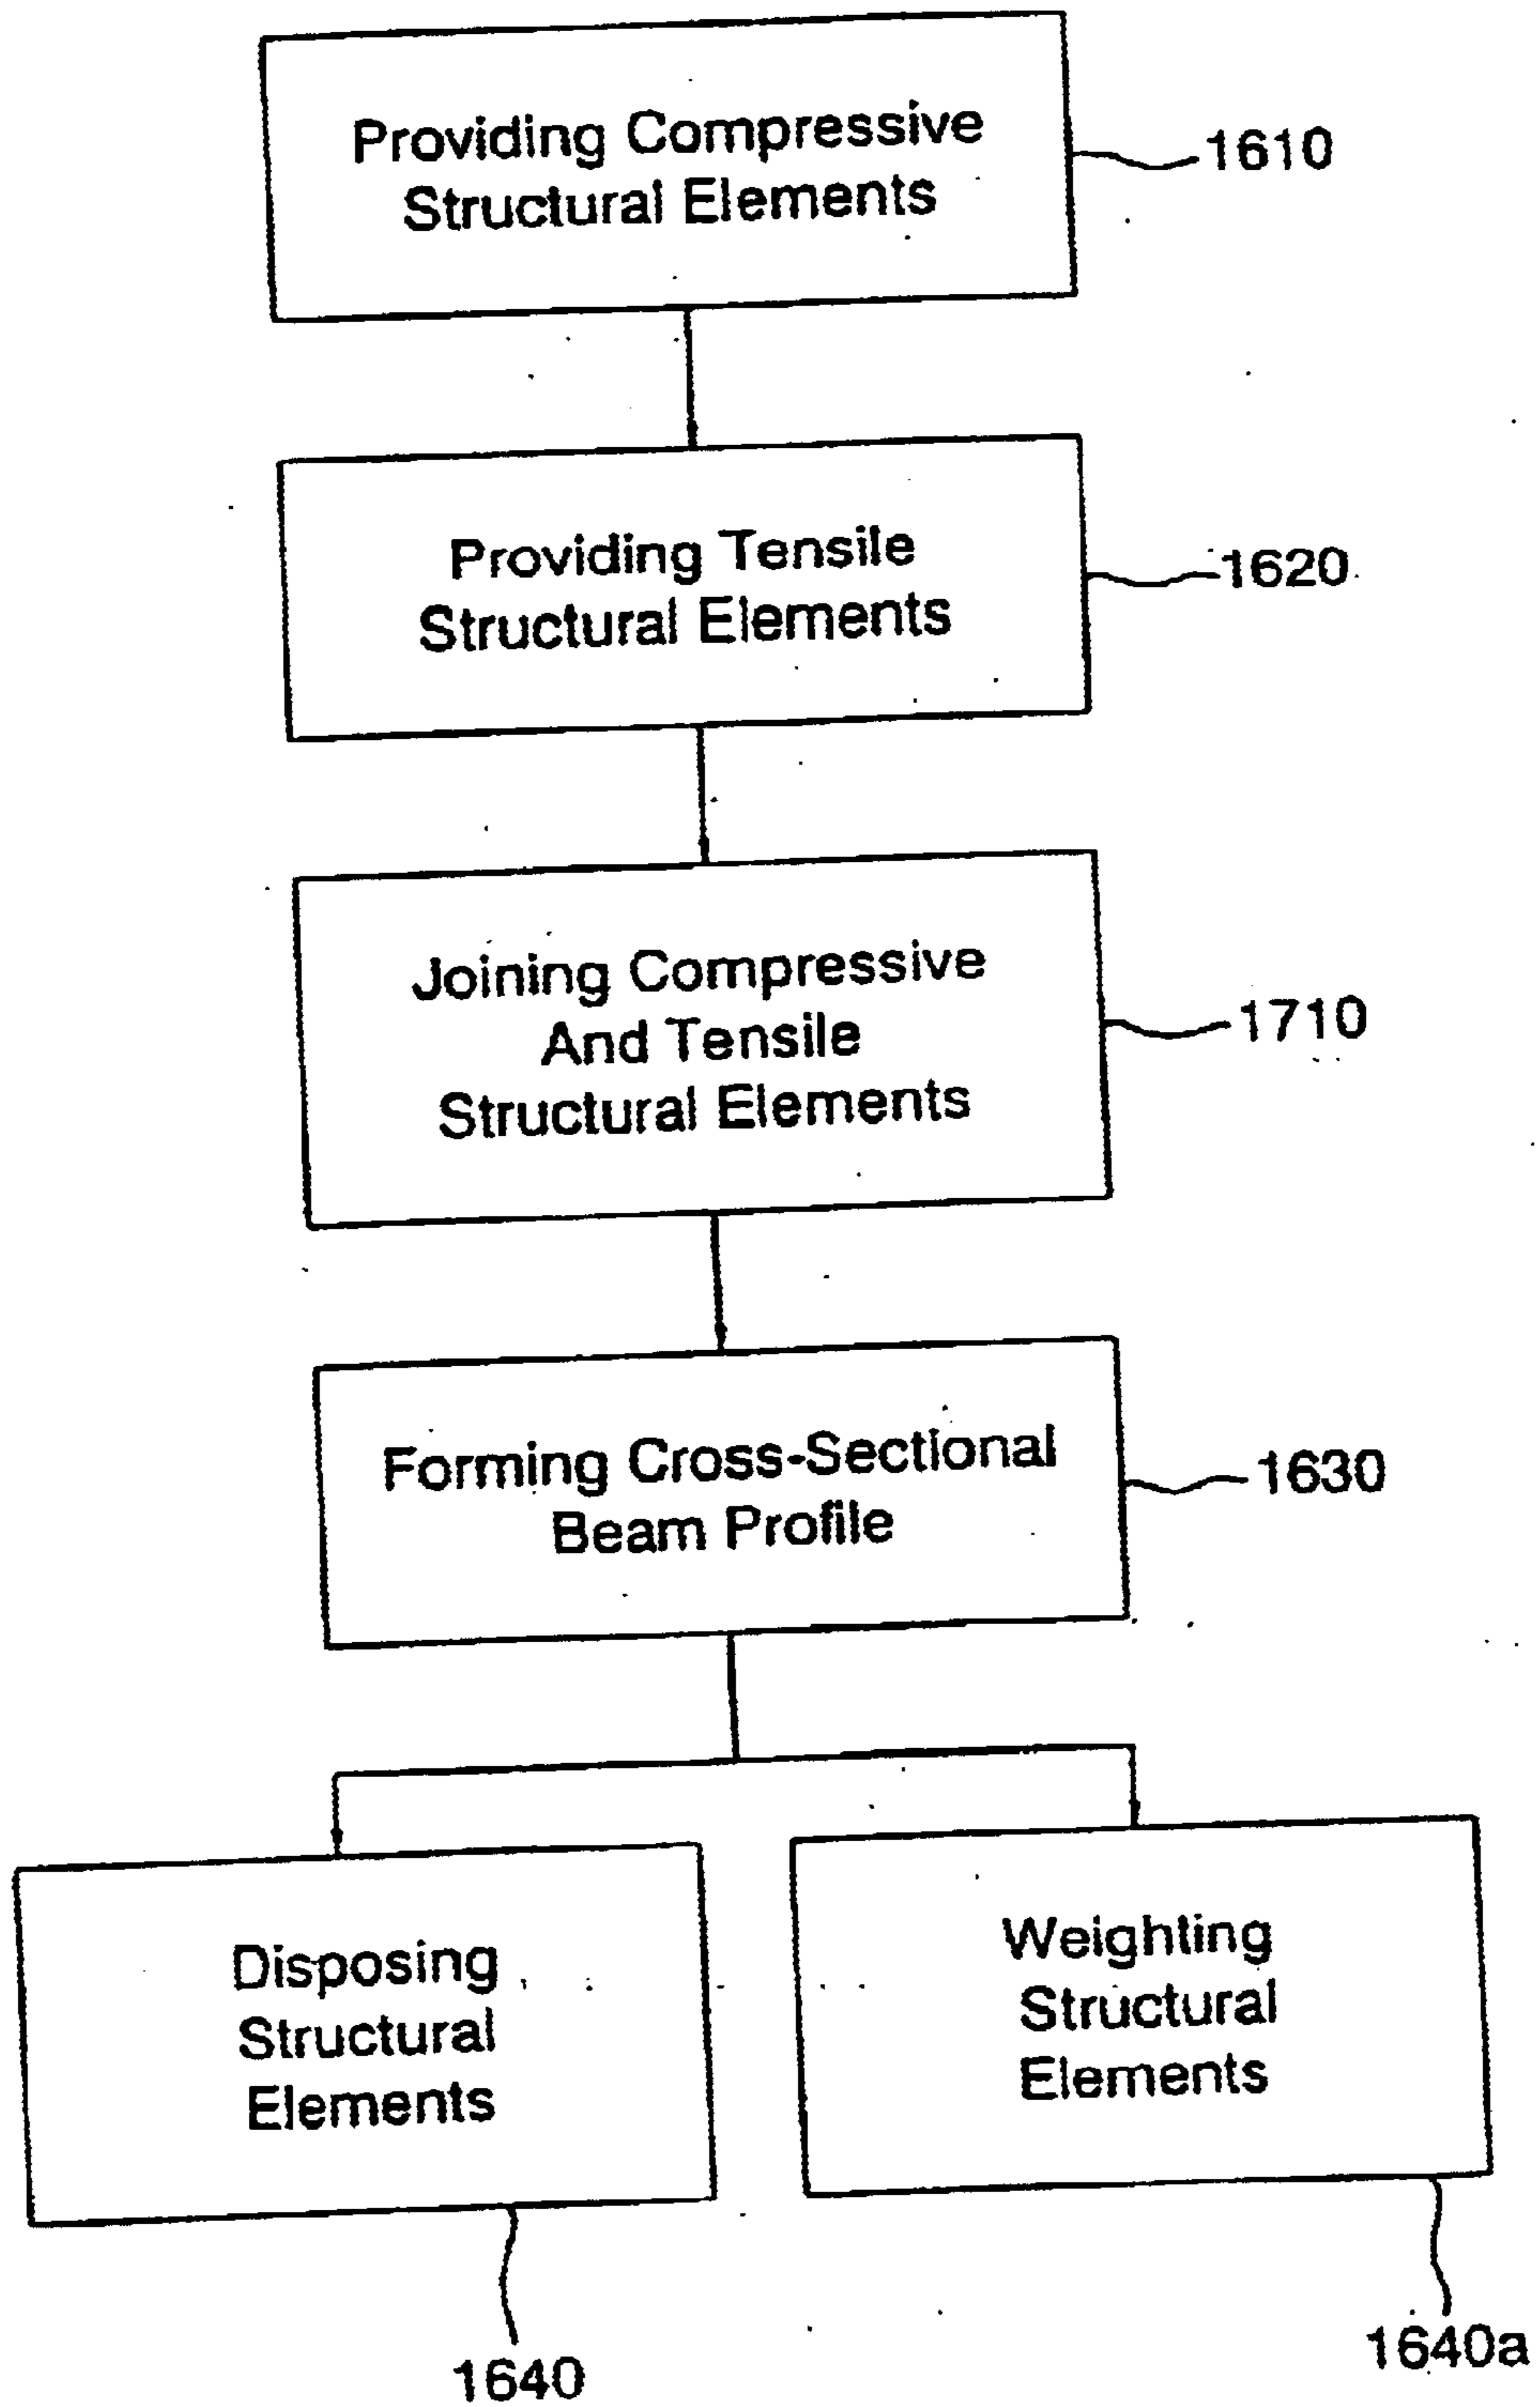 Providing Compressive
Structural Elements
1610
Providing Tensile
Structural Elements
1620
Joining Compressive
And Tensile
Structural Elements
1710
Forming Cross-Sectional
Beam Profile
1630
Disposing
Structural
Elements
1640
Weighting
Structural
Elements
1640a